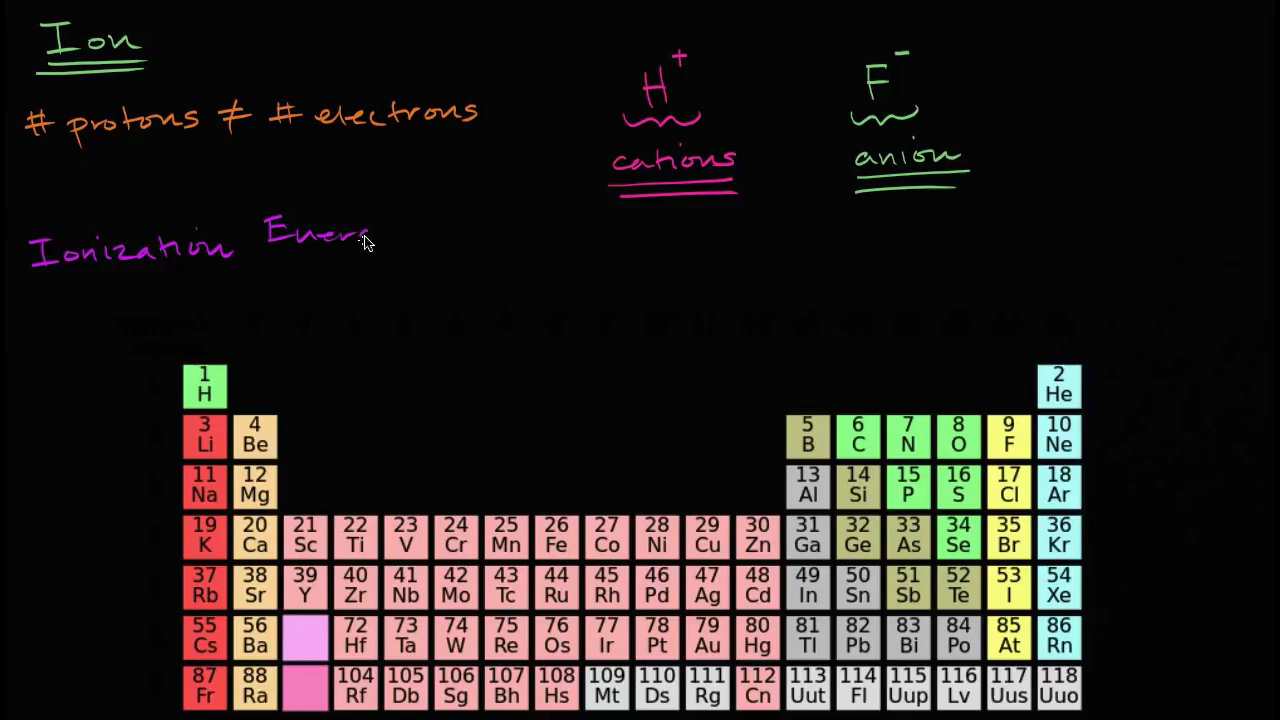 Ion
# protons ≠ # electrons
H+
F-
cations
anion
Ionization Ener
1 2
H He
3 4 5 6 7 8 9 10
Li Be B C N O F Ne
11 12 13 14 15 16 17 18
Na Mg Al Si P S Cl Ar
19 20 21 22 23 24 25 26 27 28 29 30 31 32 33 34 35 36
K Ca Sc Ti V Cr Mn Fe Co Ni Cu Zn Ga Ge As Se Br Kr
37 38 39 40 41 42 43 44 45 46 47 48 49 50 51 52 53 54
Rb Sr Y Zr Nb Mo Tc Ru Rh Pd Ag Cd In Sn Sb Te I Xe
55 56 72 73 74 75 76 77 78 79 80 81 82 83 84 85 86
Cs Ba Hf Ta W Re Os Ir Pt Au Hg Tl Pb Bi Po At Rn
87 88 104 105 106 107 108 109 110 111 112 113 114 115 116 117 118
Fr Ra Rf Db Sg Bh Hs Mt Ds Rg Cn Uut Fl Uup Lv Uus Uuo